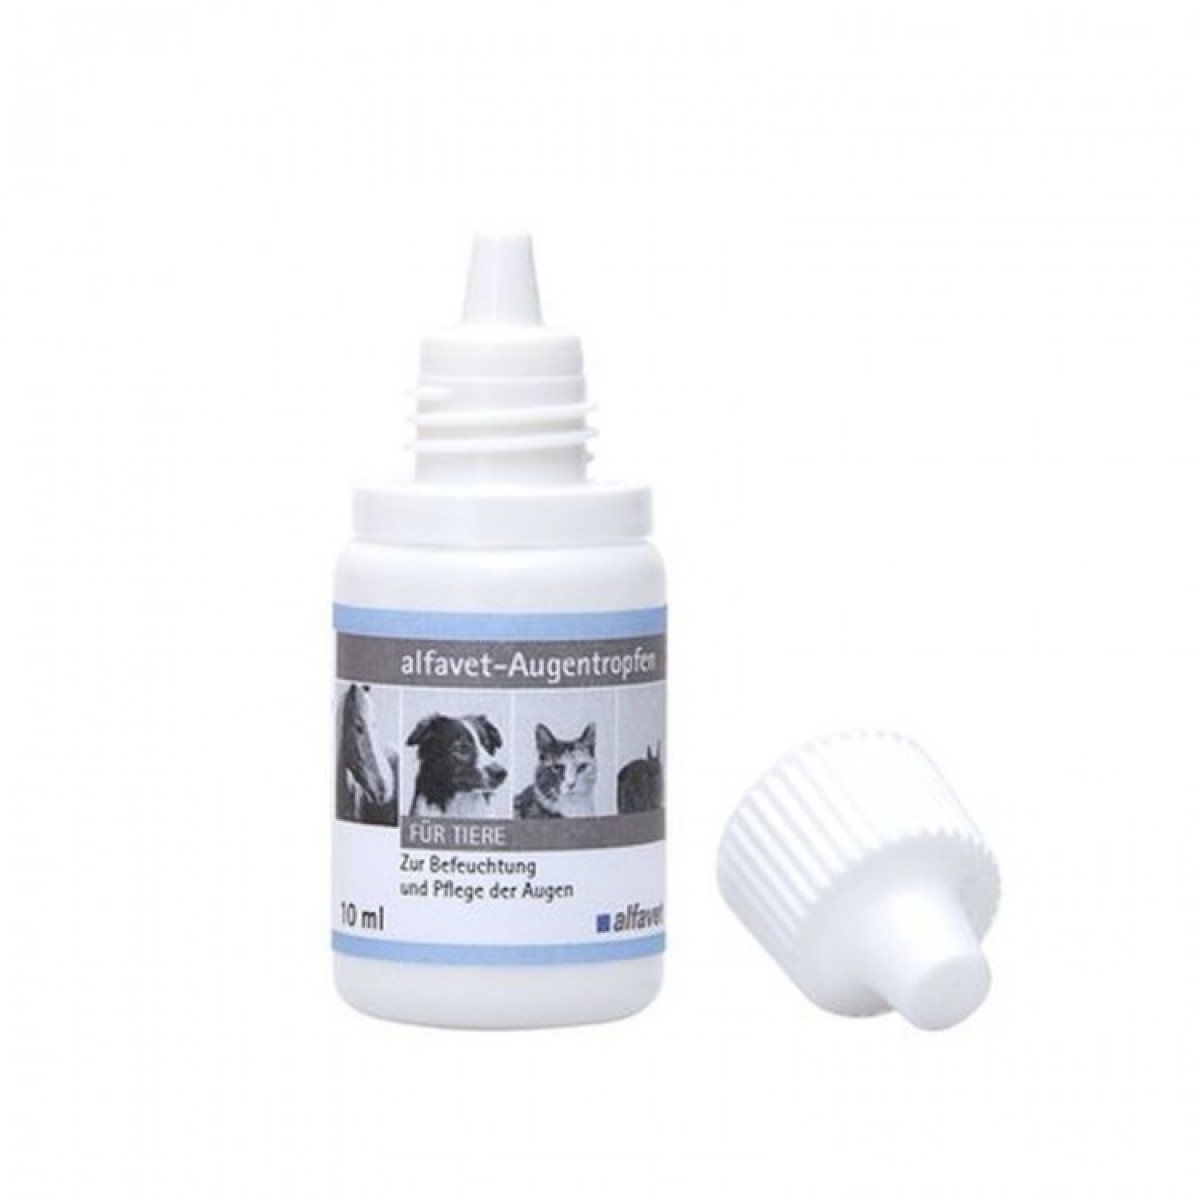 alfavet-Augentropfen
FÜR TIERE
Zur Befeuchtung
und Pflege der Augen
10 ml
alfavet